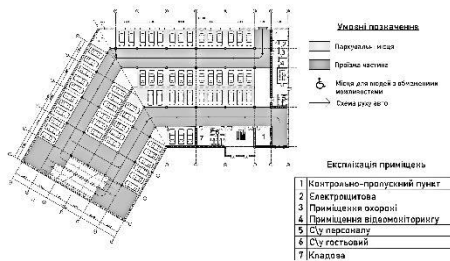 Умовні позначення
Паркувальні місця
Проїзна частина
Місця для людей з обмеженими
можливостями
Схема руху авто
Експлікація приміщень
1 Контрольно-пропускний пункт
2 Електрощитова
3 Приміщення охорони
4 Приміщення відеомоніторингу
5 С\у персоналу
6 С\у гостьовий
7 Кладова